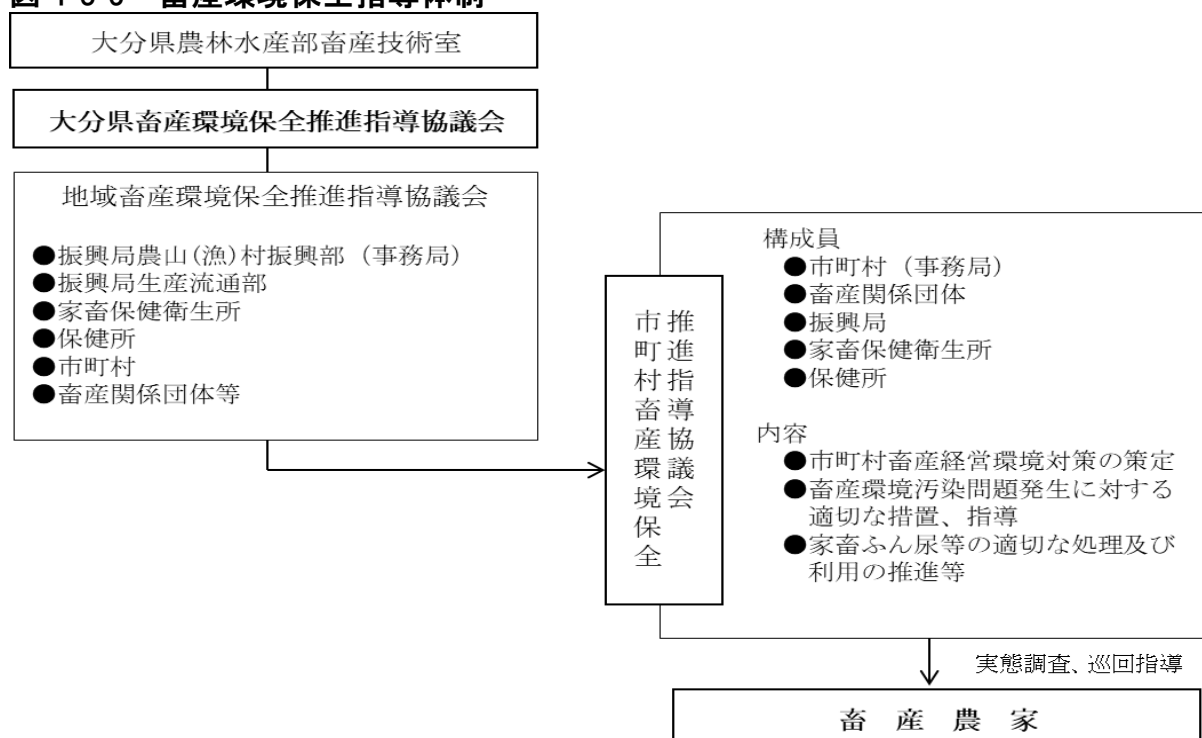 畜産環境保全指導体制
大分県農林水産部畜産技術室
大分県畜産環境保全推進指導協議会
地域畜産環境保全推進指導協議会
●振興局農山(漁)村振興部（事務局）
●振興局生産流通部
●家畜保健衛生所
●保健所
●市町村
●畜産関係団体等
市町村畜産環境保全
推進指導協議会
構成員
●市町村（事務局）
●畜産関係団体
●振興局
●家畜保健衛生所
●保健所
内容
●市町村畜産経営環境対策の策定
●畜産環境汚染問題発生に対する
適切な措置、指導
●家畜ふん尿等の適切な処理及び
利用の推進等
実態調査、巡回指導
畜産農家